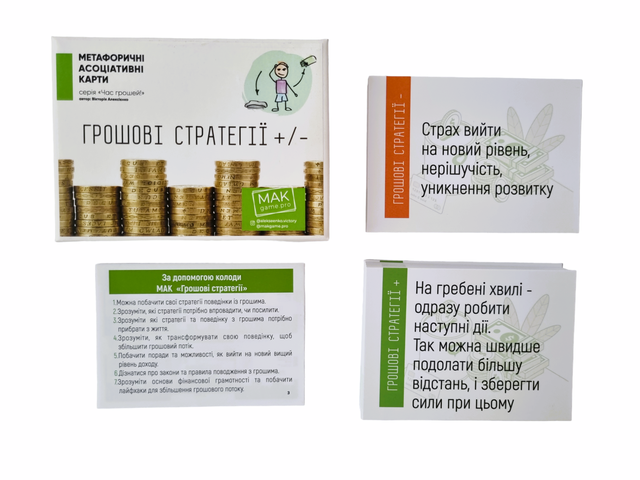 МЕТАФОРИЧНІ
АСОЦІАТИВНІ
КАРТИ
серія «Час грошей»
ГРОШОВІ СТРАТЕГІЇ +/-
МАК
game.pro
@makgame.pro
ГРОШОВІ СТРАТЕГІЇ -
Страх вийти
на новий рівень,
нерішучість,
уникнення розвитку
За допомогою колоди
МАК «Грошові стратегії»
1.Можна побачити свої стратегії поведінки із грошима.
2.Зрозуміти, які стратегії потрібно впровадити, чи посилити.
3.Зрозуміти які стратегії та поведінку з грошима потрібно
прибрати з життя.
4.Зрозуміти, як трансформувати свою поведінку, щоб
збільшити грошовий потік.
5.Побачити поради та можливості, як вийти на новий вищий
рівень доходу.
6.Дізнатися про закони та правила поводження з грошима.
7.Зрозуміти основи фінансової грамотності та побачити
лайфхаки для збільшення грошового потоку.
ГРОШОВІ СТРАТЕГІЇ +
На гребені хвилі -
одразу робити
наступні дії.
Так можна швидше
подолати більшу
відстань, і зберегти
сили при цьому